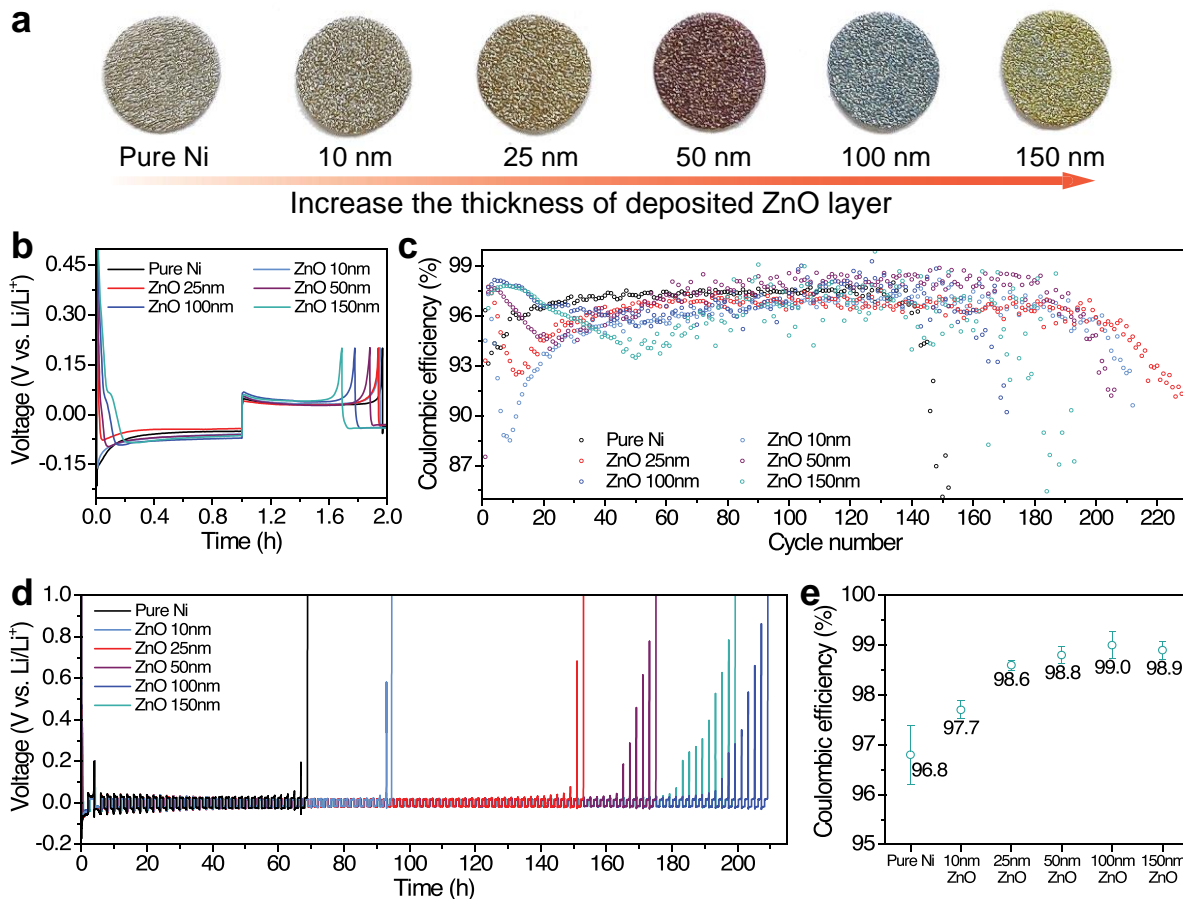 a
Pure Ni 10 nm 25 nm 50 nm 100 nm 150 nm
Increase the thickness of deposited ZnO layer
b
Voltage (V vs. Li/Li⁺)
0.45
0.30
0.15
0.00
-0.15
Pure Ni ZnO 10nm
ZnO 25nm ZnO 50nm
ZnO 100nm ZnO 150nm
0.0 0.4 0.8 1.2 1.6 2.0
Time (h)
c
Coulombic efficiency (%)
99
96
93
90
87
Pure Ni ZnO 10nm
ZnO 25nm ZnO 50nm
ZnO 100nm ZnO 150nm
0 20 40 60 80 100 120 140 160 180 200 220
Cycle number
d
Voltage (V vs. Li/Li⁺)
1.0
0.8
0.6
0.4
0.2
0.0
-0.2
Pure Ni
ZnO 10nm
ZnO 25nm
ZnO 50nm
ZnO 100nm
ZnO 150nm
0 20 40 60 80 100 120 140 160 180 200
Time (h)
e
Coulombic efficiency (%)
100
99
98
97
96
95
96.8
97.7
98.6
98.8
99.0
98.9
Pure Ni 10nm 25nm 50nm 100nm 150nm
ZnO ZnO ZnO ZnO ZnO